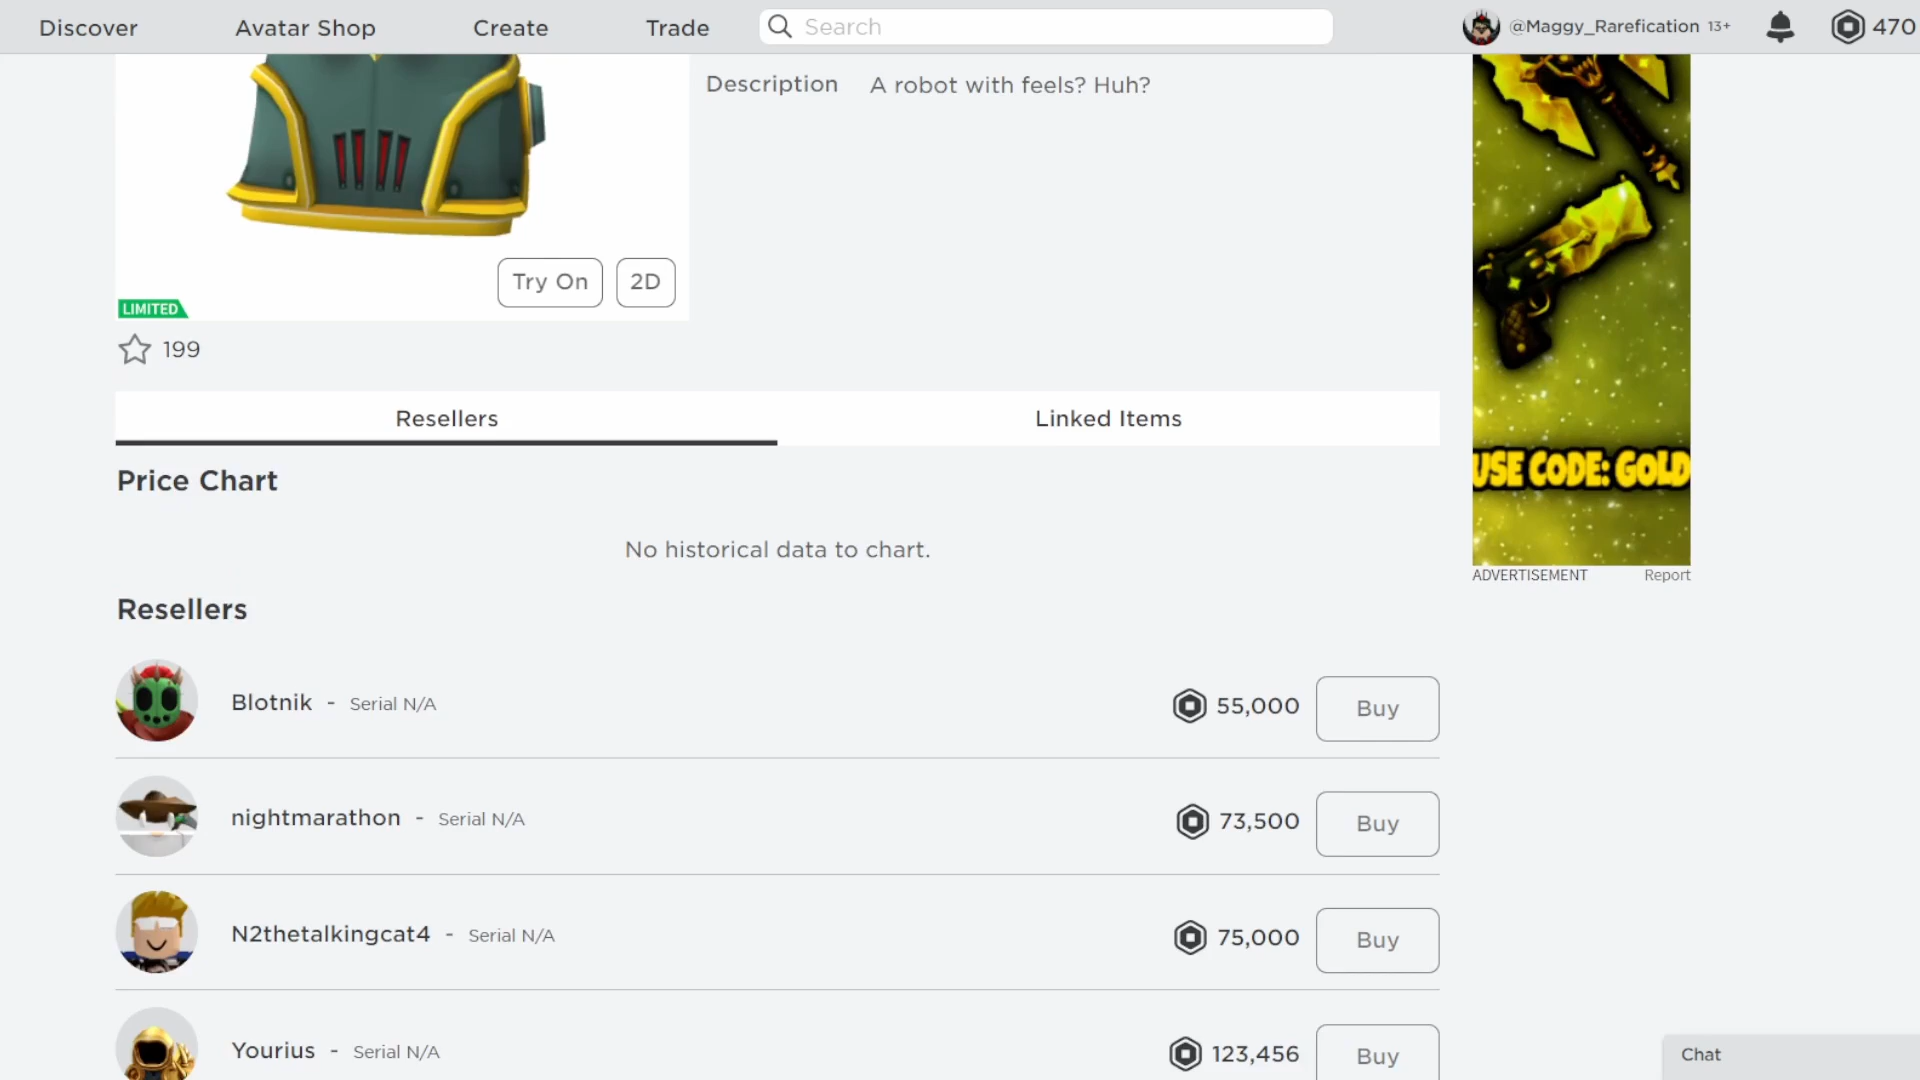 Discover Avatar Shop Create Trade Search @Maggy_Rarefication 13+ 470
Description A robot with feels? Huh?
Try On 2D
LIMITED
199
Resellers Linked Items
Price Chart
No historical data to chart.
USE CODE: GOLD
ADVERTISEMENT Report
Resellers
Blotnik - Serial N/A 55,000 Buy
nightmarathon - Serial N/A 73,500 Buy
N2thetalkingcat4 - Serial N/A 75,000 Buy
Yourius - Serial N/A 123,456 Buy
Chat